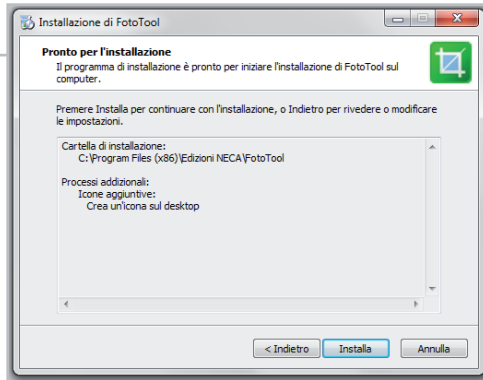 Installazione di FotoTool
Pronto per l'installazione
Il programma di installazione è pronto per iniziare l'installazione di FotoTool sul
computer.
Premere Installa per continuare con l'installazione, o Indietro per rivedere o modificare
le impostazioni.
Cartella di installazione:
C:\Program Files (x86)\Edizioni NECA\FotoTool
Processi addizionali:
Icone aggiuntive:
Crea un'icona sul desktop
< Indietro
Installa
Annulla